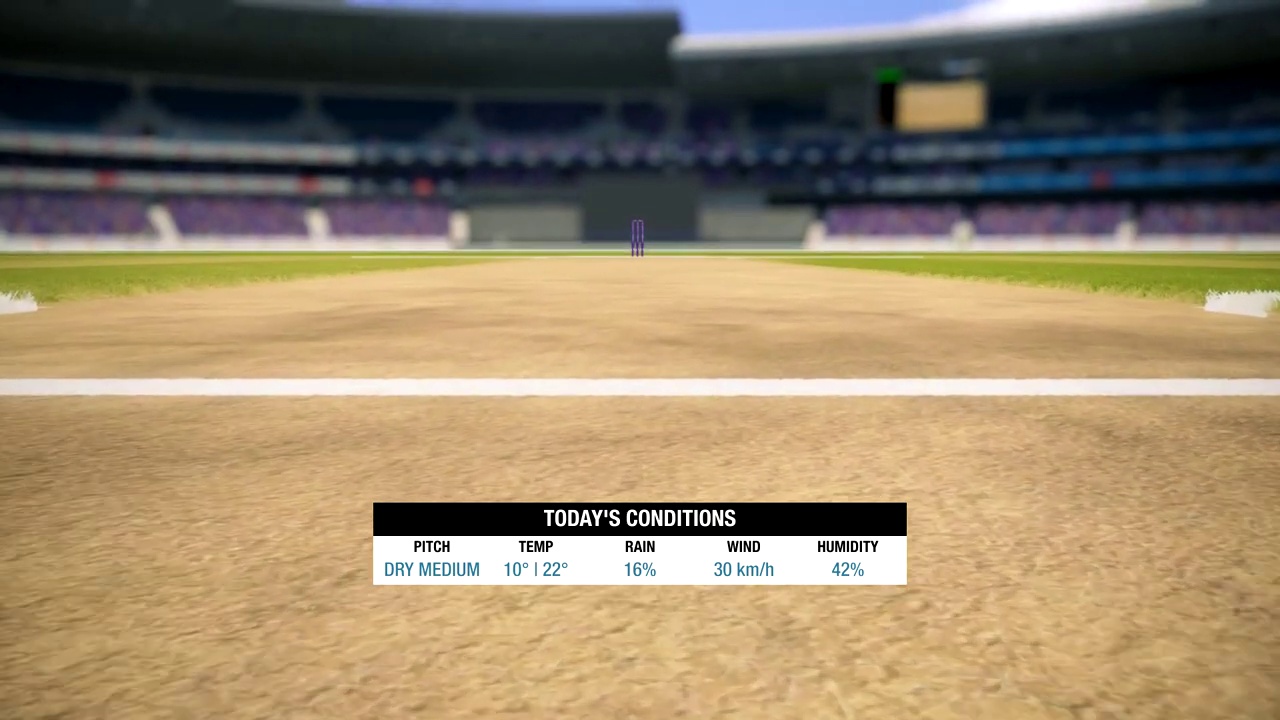 TODAY'S CONDITIONS
PITCH TEMP RAIN WIND HUMIDITY
DRY MEDIUM 10° | 22° 16% 30 km/h 42%